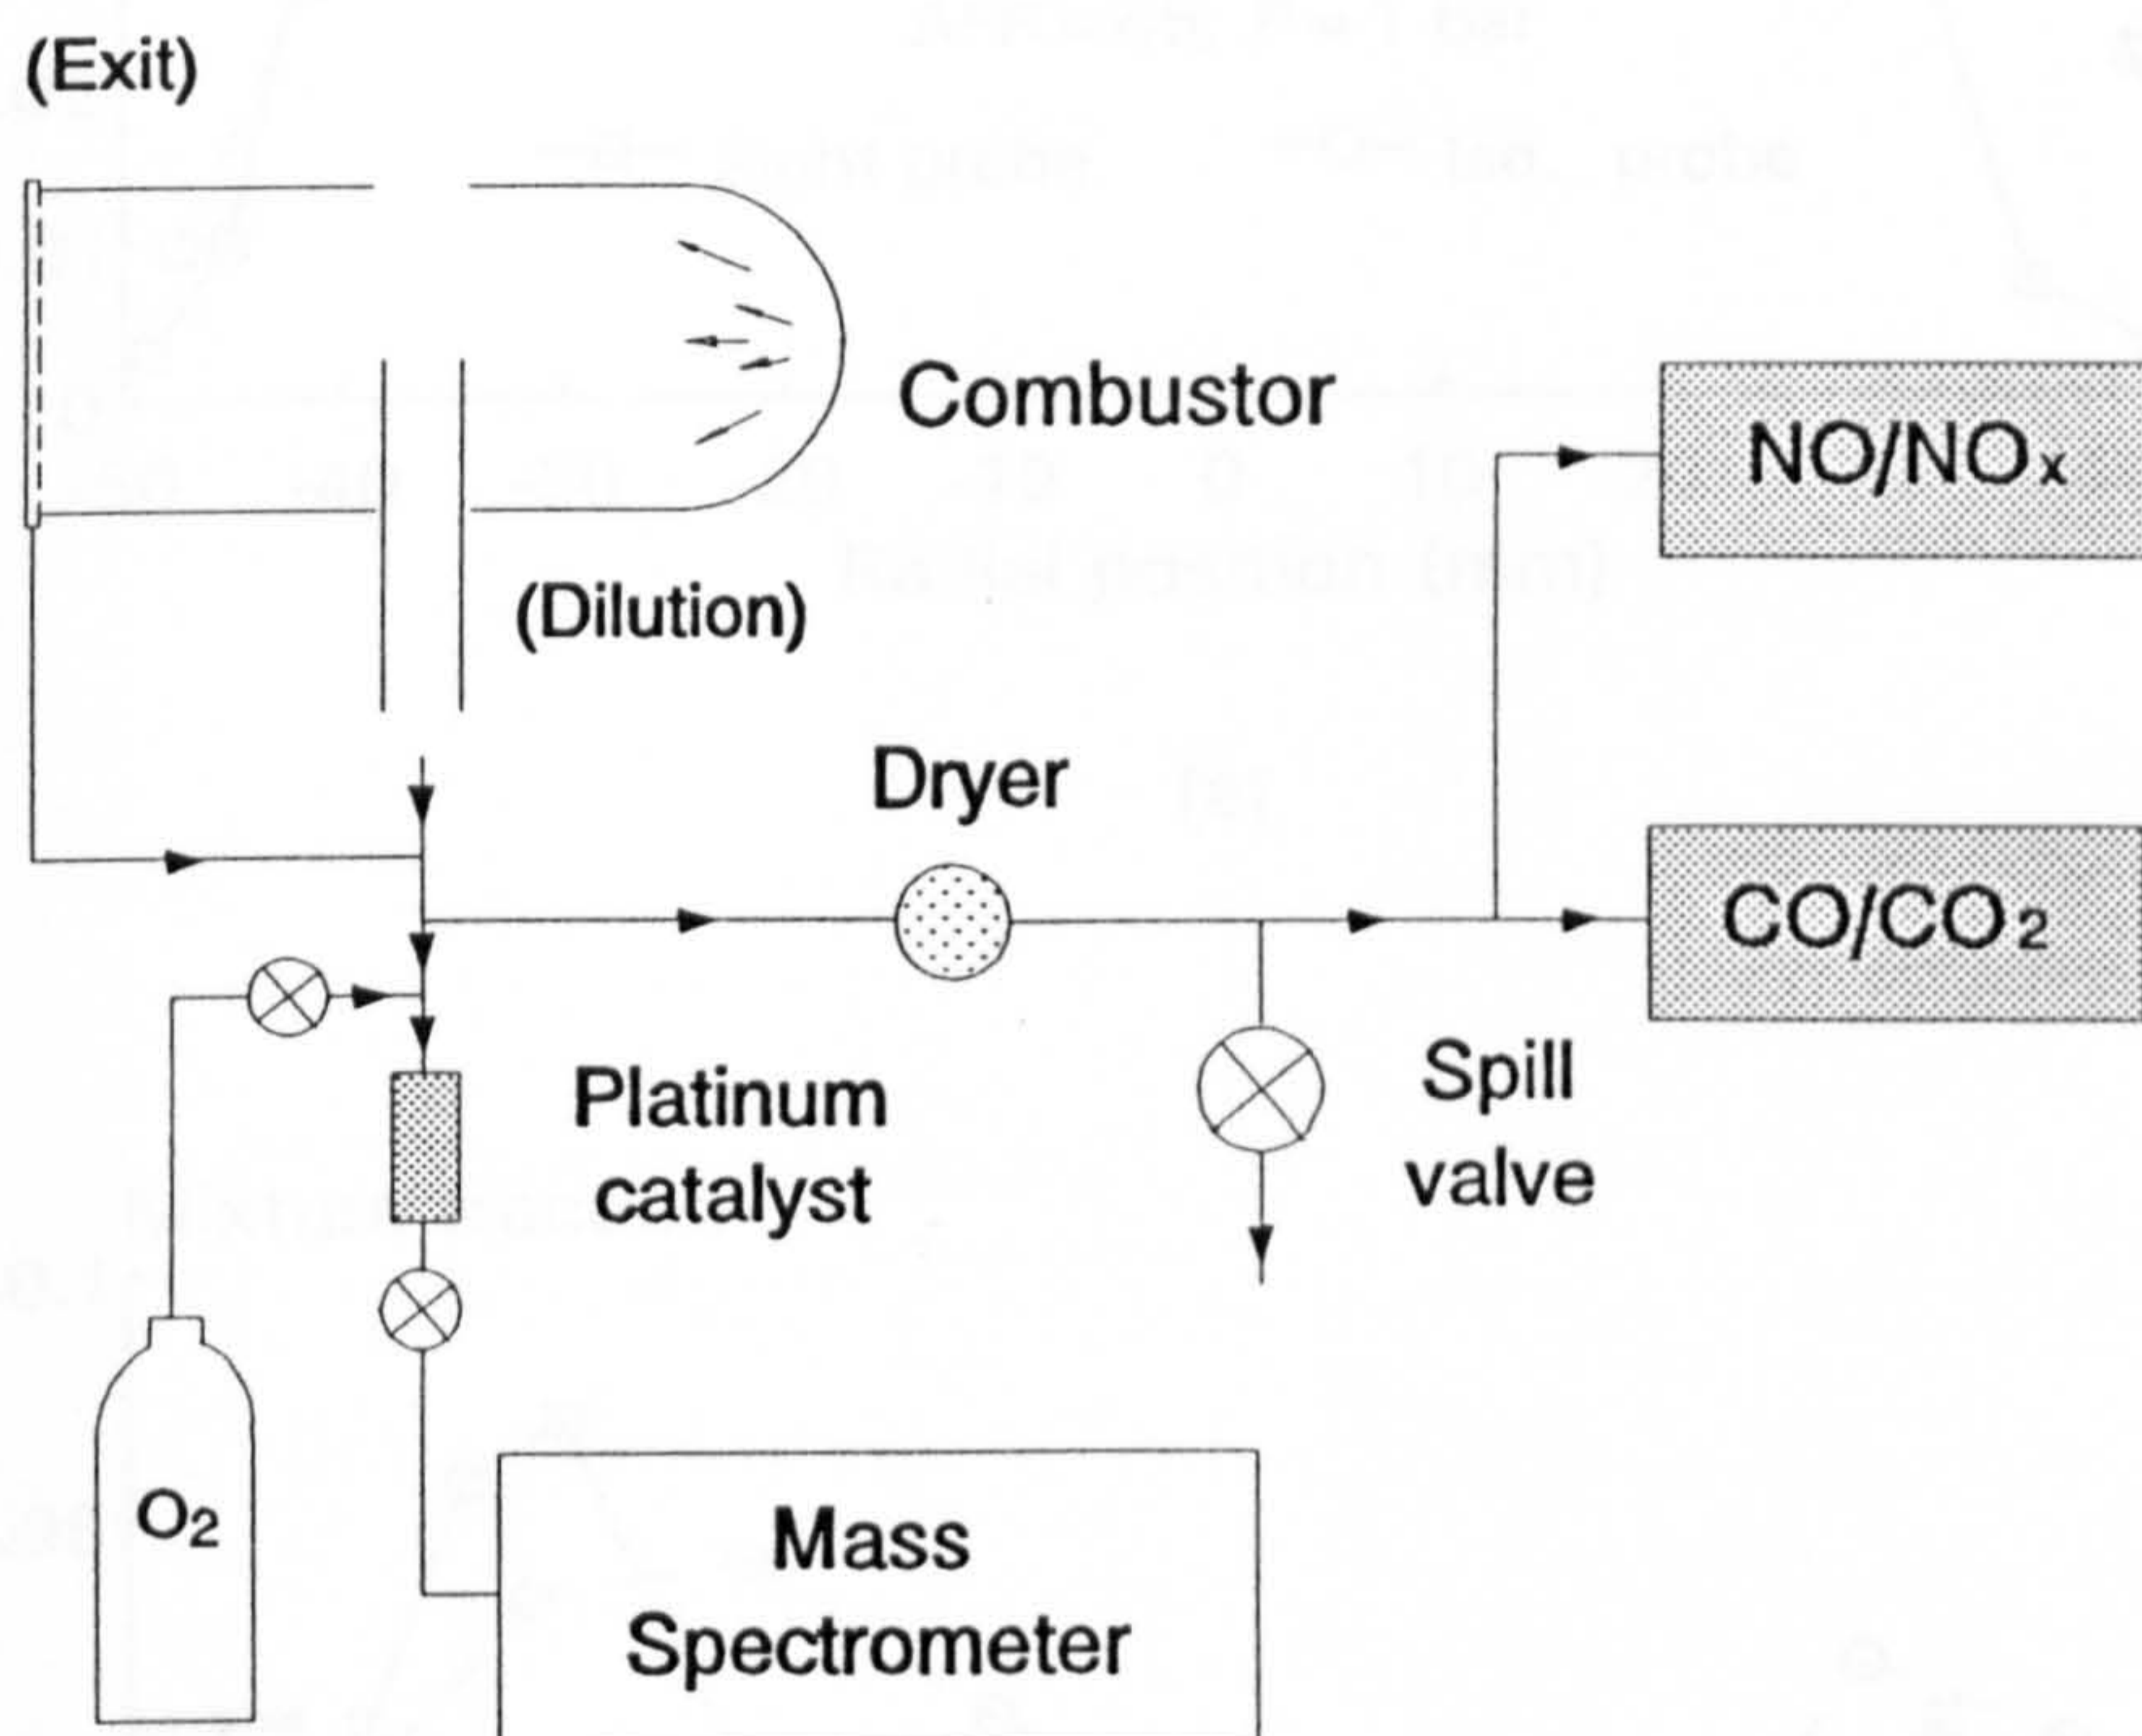 (Exit)
Combustor
NO/NOx
(Dilution)
Dryer
CO/CO2
Platinum
catalyst
Spill
valve
O2
Mass
Spectrometer